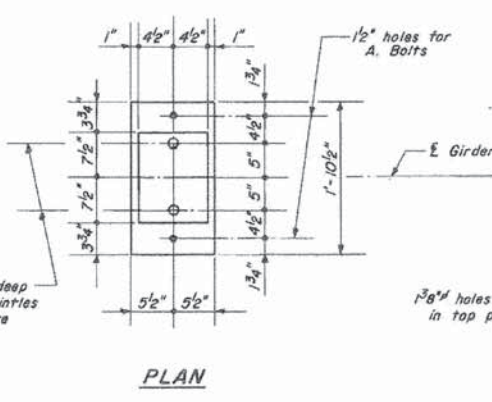 1" 4½" 4½" 1"
1½" holes for
A. Bolts
1¾"
3¾"
4½"
7½"
5"
1'-10½"
℄ Girder
7½"
5"
3¾"
4½"
1¾"
deep
intles
5½" 5½"
1⅜"ø holes
in top p
PLAN